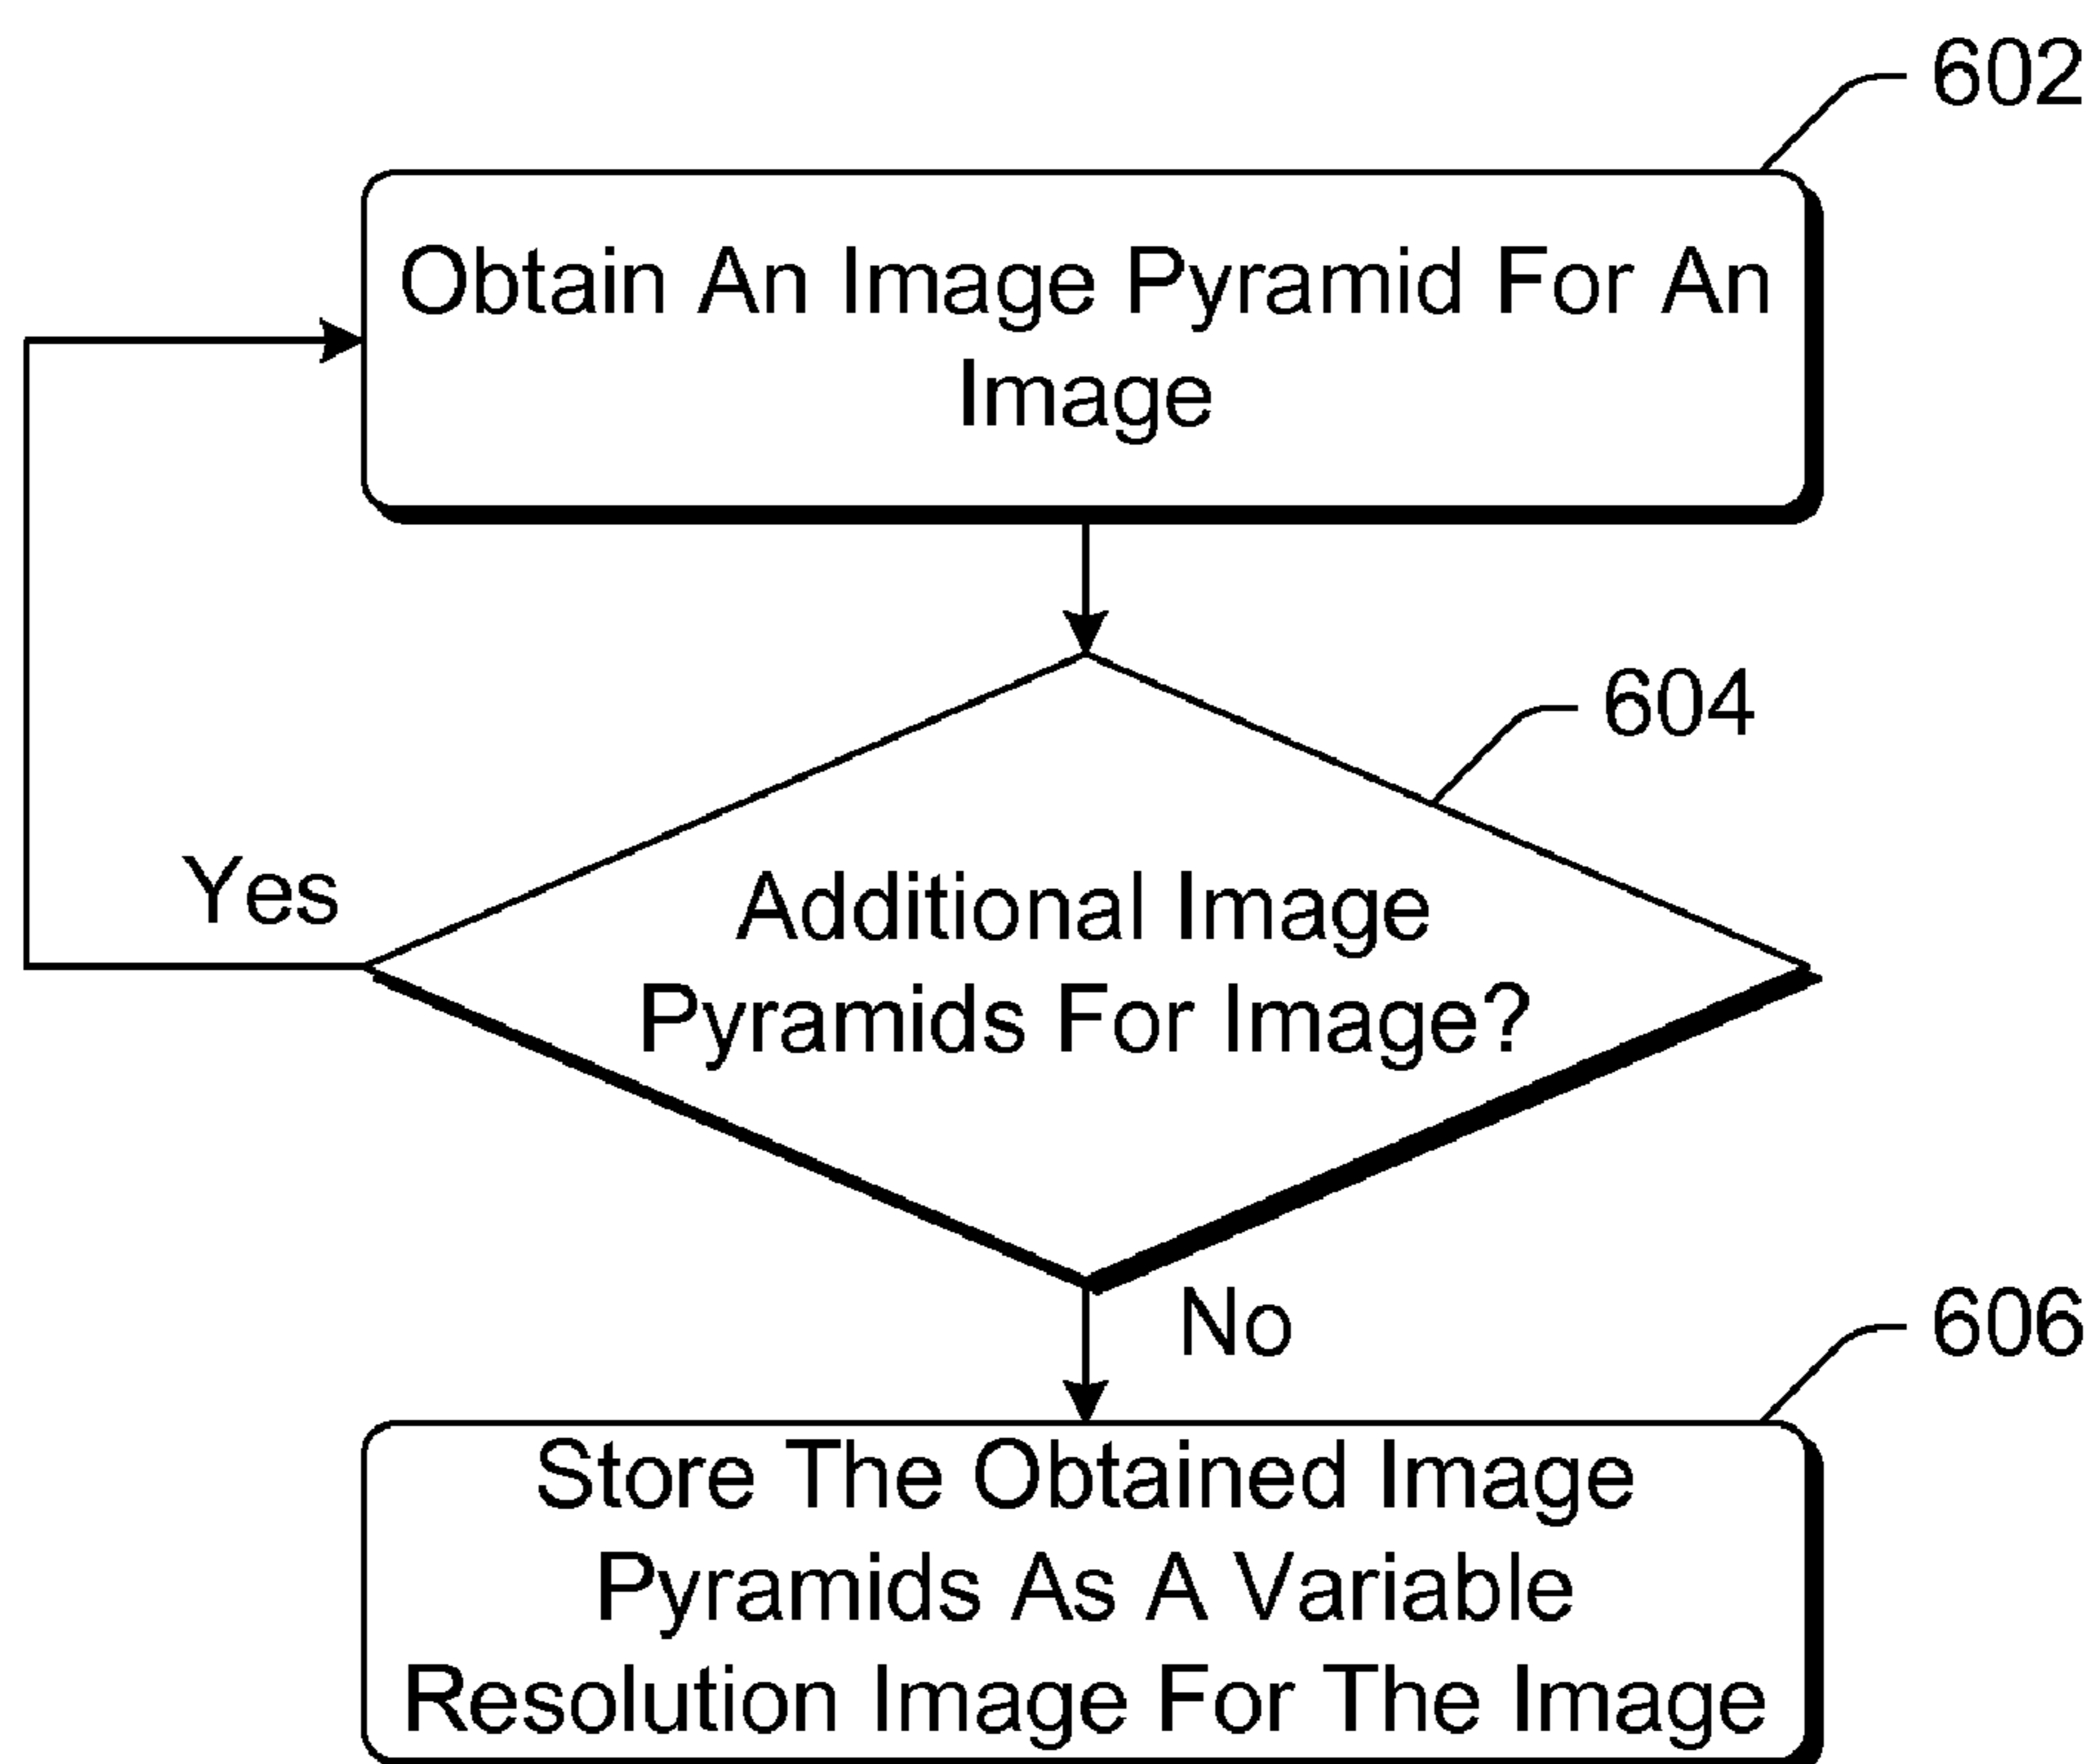 602
Obtain An Image Pyramid For An
Image
604
Yes
Additional Image
Pyramids For Image?
No
606
Store The Obtained Image
Pyramids As A Variable
Resolution Image For The Image